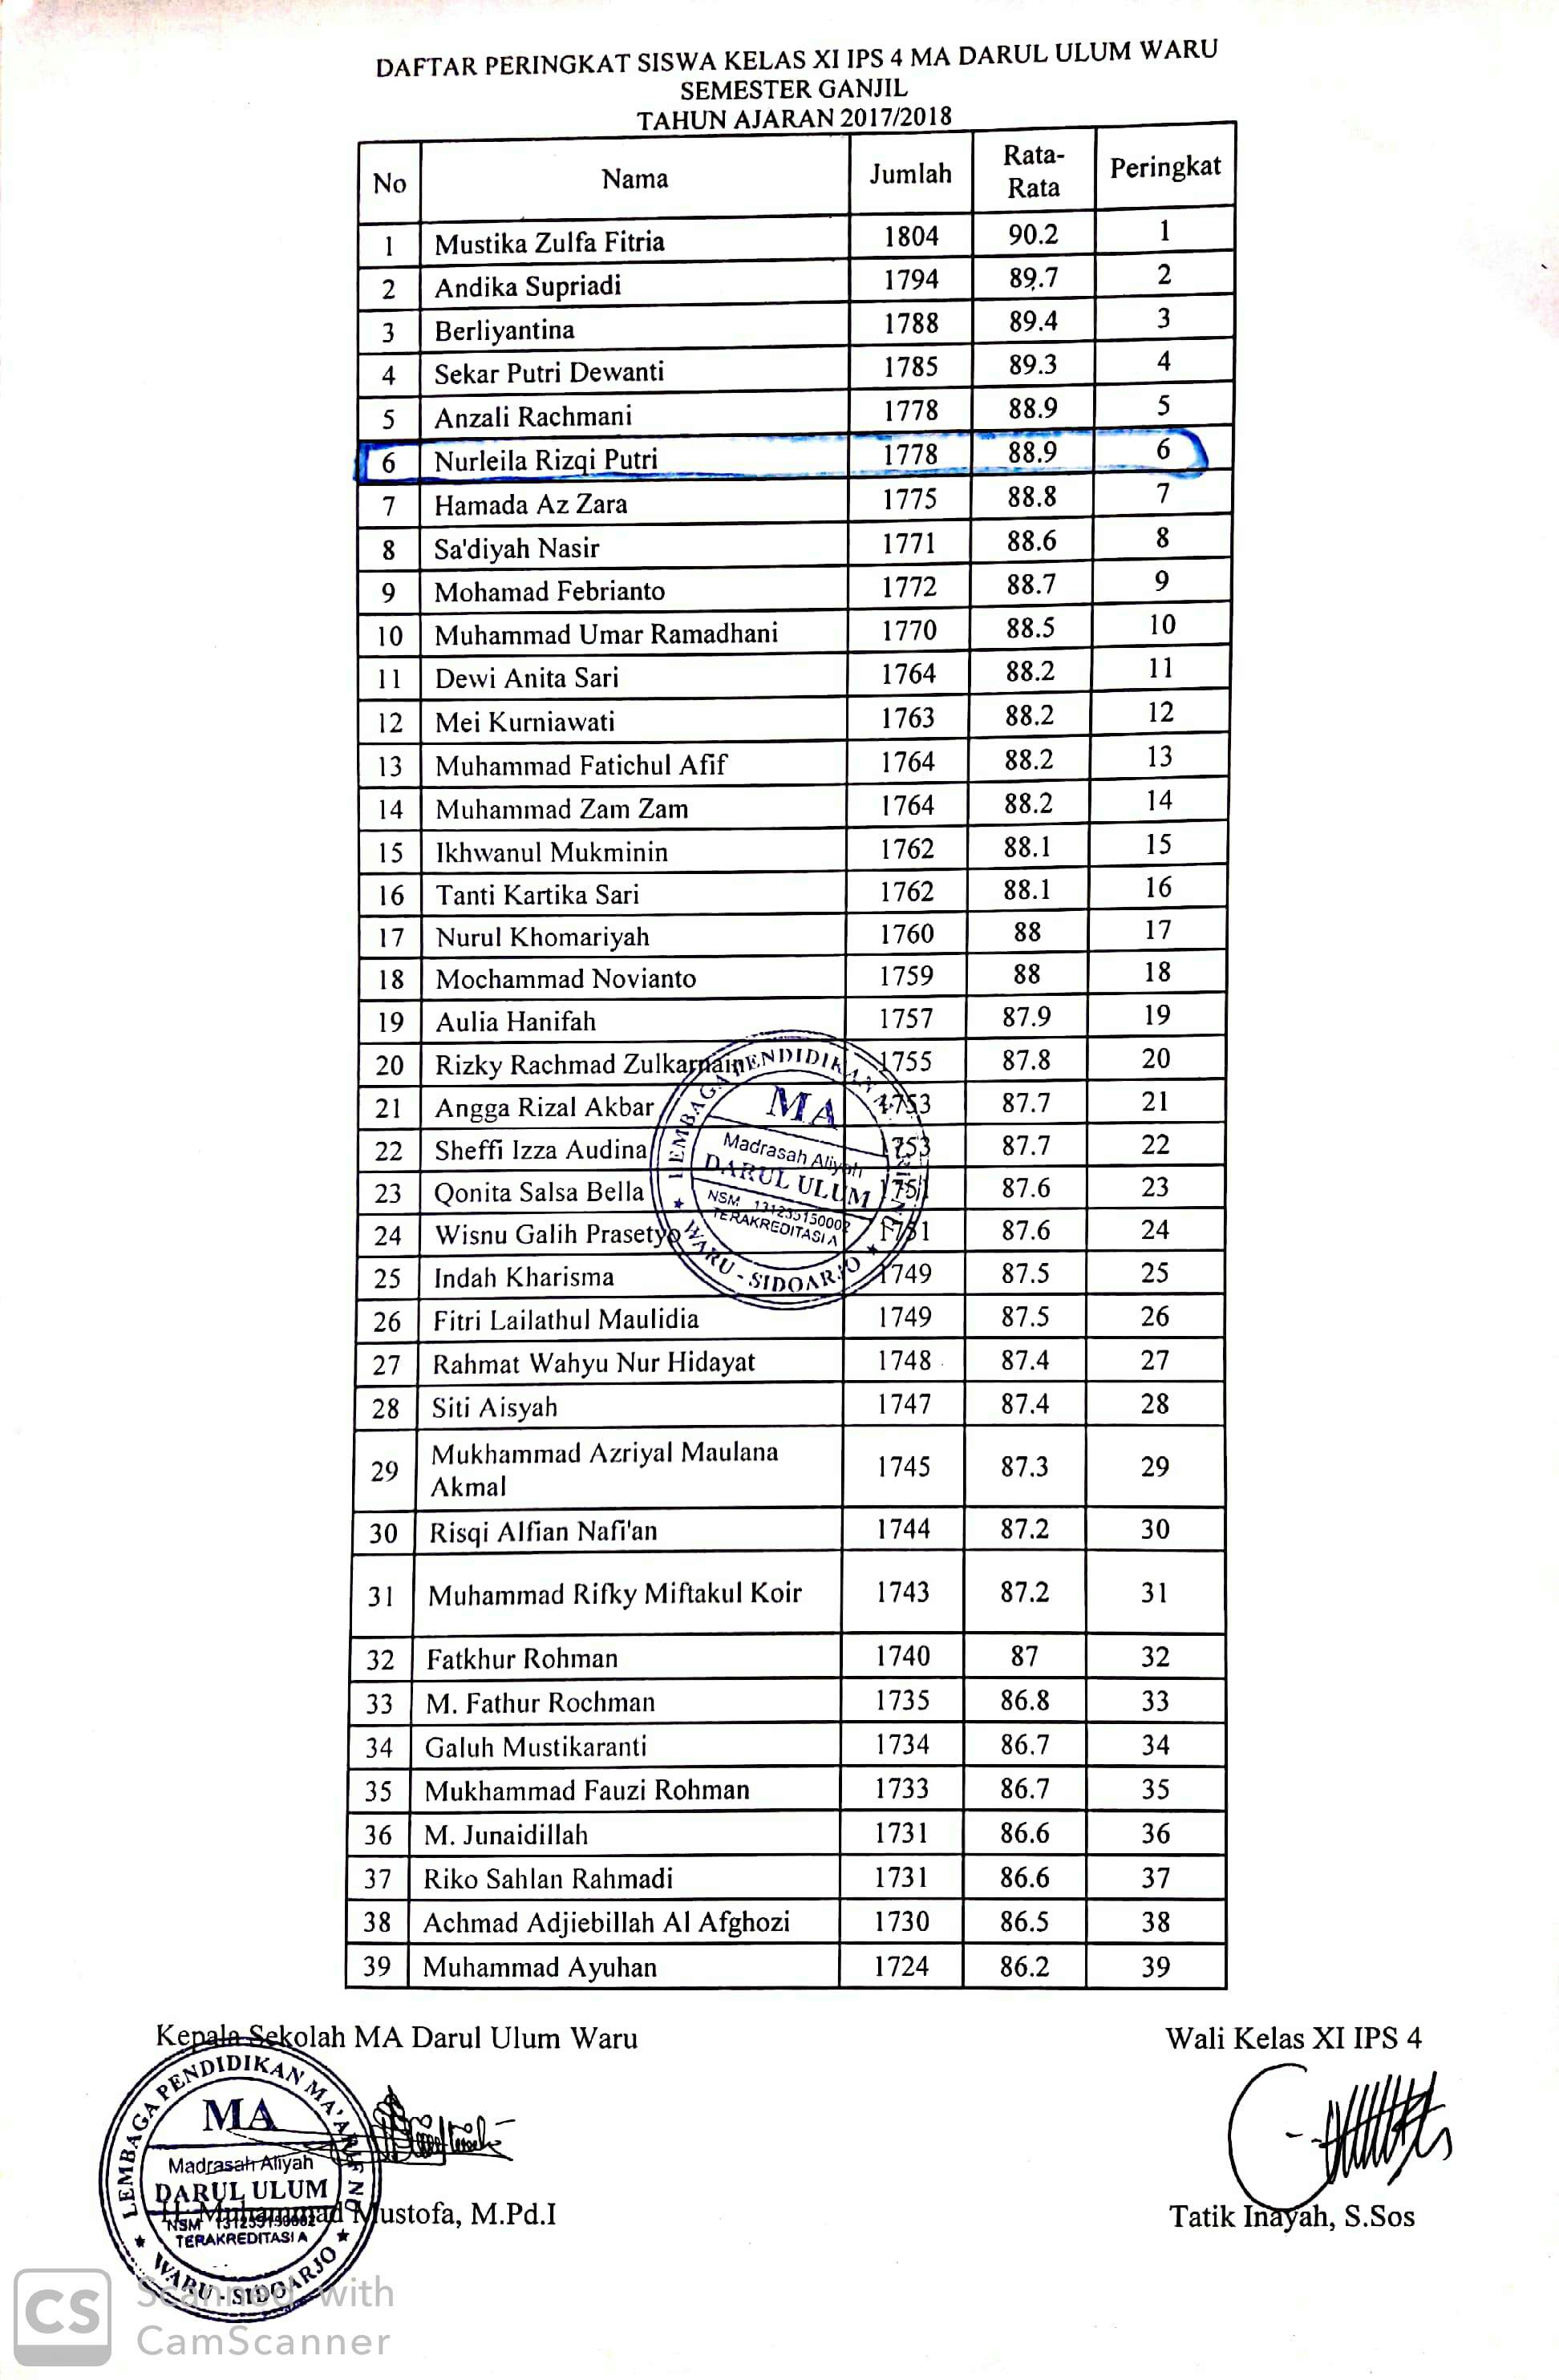 DAFTAR PERINGKAT SISWA KELAS XI IPS 4 MA DARUL ULUM WARU
SEMESTER GANJIL
TAHUN AJARAN 2017/2018
No Nama Jumlah Rata-Rata Peringkat
1 Mustika Zulfa Fitria 1804 90.2 1
2 Andika Supriadi 1794 89.7 2
3 Berliyantina 1788 89.4 3
4 Sekar Putri Dewanti 1785 89.3 4
5 Anzali Rachmani 1778 88.9 5
6 Nurleila Rizqi Putri 1778 88.9 6
7 Hamada Az Zara 1775 88.8 7
8 Sa'diyah Nasir 1771 88.6 8
9 Mohamad Febrianto 1772 88.7 9
10 Muhammad Umar Ramadhani 1770 88.5 10
11 Dewi Anita Sari 1764 88.2 11
12 Mei Kurniawati 1763 88.2 12
13 Muhammad Fatichul Afif 1764 88.2 13
14 Muhammad Zam Zam 1764 88.2 14
15 Ikhwanul Mukminin 1762 88.1 15
16 Tanti Kartika Sari 1762 88.1 16
17 Nurul Khomariyah 1760 88 17
18 Mochammad Novianto 1759 88 18
19 Aulia Hanifah 1757 87.9 19
20 Rizky Rachmad Zulkarnain 1755 87.8 20
21 Angga Rizal Akbar 1753 87.7 21
22 Sheffi Izza Audina 1753 87.7 22
23 Qonita Salsa Bella 1751 87.6 23
24 Wisnu Galih Prasetyo 1751 87.6 24
25 Indah Kharisma 1749 87.5 25
26 Fitri Lailathul Maulidia 1749 87.5 26
27 Rahmat Wahyu Nur Hidayat 1748 87.4 27
28 Siti Aisyah 1747 87.4 28
29 Mukhammad Azriyal Maulana Akmal 1745 87.3 29
30 Risqi Alfian Nafi'an 1744 87.2 30
31 Muhammad Rifky Miftakul Koir 1743 87.2 31
32 Fatkhur Rohman 1740 87 32
33 M. Fathur Rochman 1735 86.8 33
34 Galuh Mustikaranti 1734 86.7 34
35 Mukhammad Fauzi Rohman 1733 86.7 35
36 M. Junaidillah 1731 86.6 36
37 Riko Sahlan Rahmadi 1731 86.6 37
38 Achmad Adjiebillah Al Afghozi 1730 86.5 38
39 Muhammad Ayuhan 1724 86.2 39
LEMBAGA PENDIDIKAN
MA
Madrasah Aliyah
DARUL ULUM
NSM 131235150002
TERAKREDITASI A
WARU - SIDOARJO
Kepala Sekolah MA Darul Ulum Waru
Wali Kelas XI IPS 4
LEMBAGA PENDIDIKAN MA'ARIF NU
MA
Madrasah Aliyah
DARUL ULUM
NSM 131235150002
TERAKREDITASI A
WARU - SIDOARJO
H. Muhammad Mustofa, M.Pd.I
Tatik Inayah, S.Sos
CS
Scanned with
CamScanner